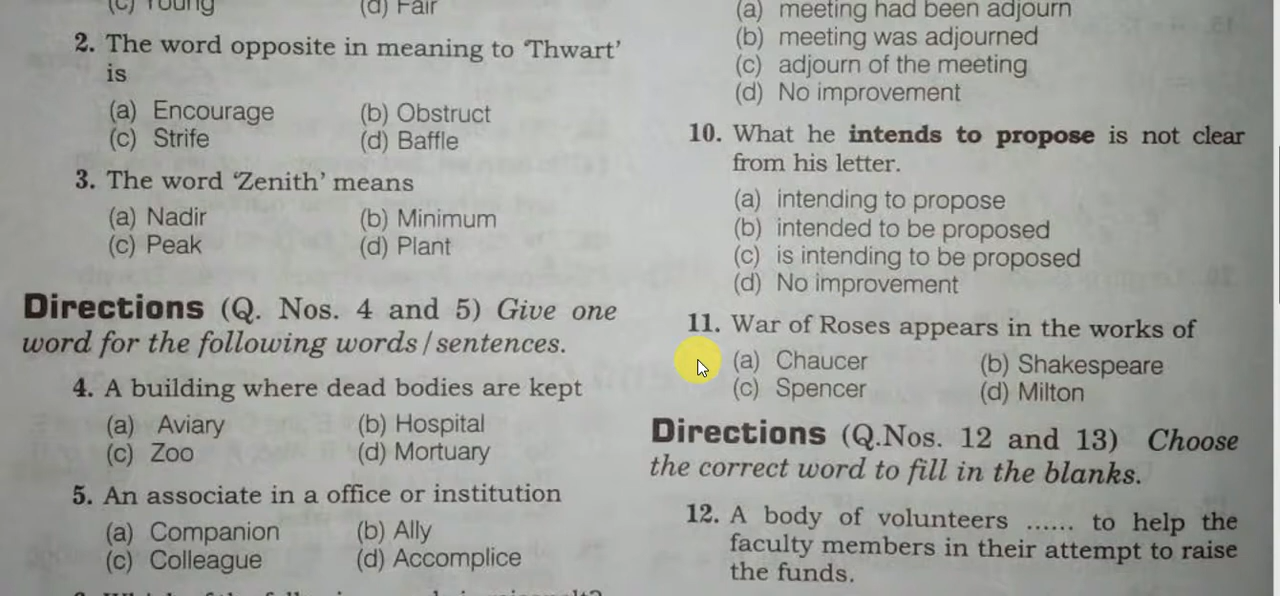 (c) Young (d) Fair
2. The word opposite in meaning to 'Thwart'
is
(a) Encourage (b) Obstruct
(c) Strife (d) Baffle
3. The word 'Zenith' means
(a) Nadir (b) Minimum
(c) Peak (d) Plant
Directions (Q. Nos. 4 and 5) Give one
word for the following words/sentences.
4. A building where dead bodies are kept
(a) Aviary (b) Hospital
(c) Zoo (d) Mortuary
5. An associate in a office or institution
(a) Companion (b) Ally
(c) Colleague (d) Accomplice
(a) meeting had been adjourn
(b) meeting was adjourned
(c) adjourn of the meeting
(d) No improvement
10. What he intends to propose is not clear
from his letter.
(a) intending to propose
(b) intended to be proposed
(c) is intending to be proposed
(d) No improvement
11. War of Roses appears in the works of
(a) Chaucer (b) Shakespeare
(c) Spencer (d) Milton
Directions (Q.Nos. 12 and 13) Choose
the correct word to fill in the blanks.
12. A body of volunteers ...... to help the
faculty members in their attempt to raise
the funds.